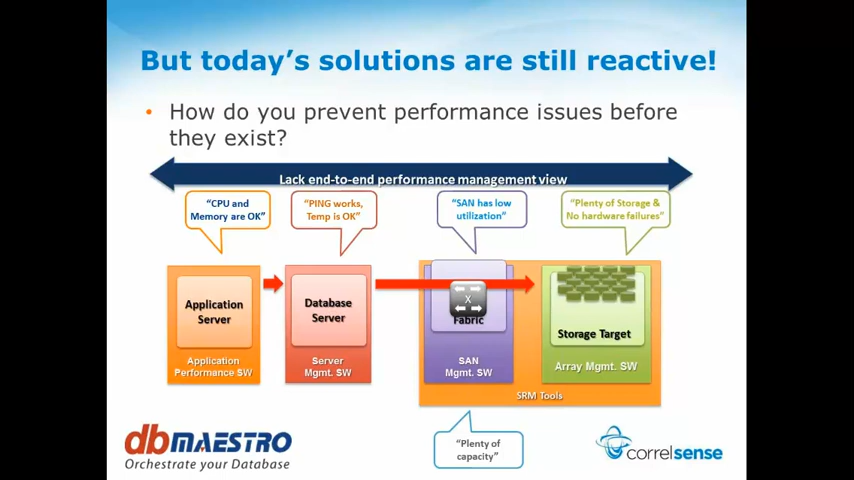 But today's solutions are still reactive!
• How do you prevent performance issues before
they exist?
Lack end-to-end performance management view
"CPU and
Memory are OK"
"PING works,
Temp is OK"
"SAN has low
utilization"
"Plenty of Storage &
No hardware failures"
Application
Server
Database
Server
X
Fabric
Storage Target
Application
Performance SW
Server
Mgmt. SW
SAN
Mgmt. SW
Array Mgmt. SW
SRM Tools
"Plenty of
capacity"
dbMAESTRO
Orchestrate your Database
correlsense